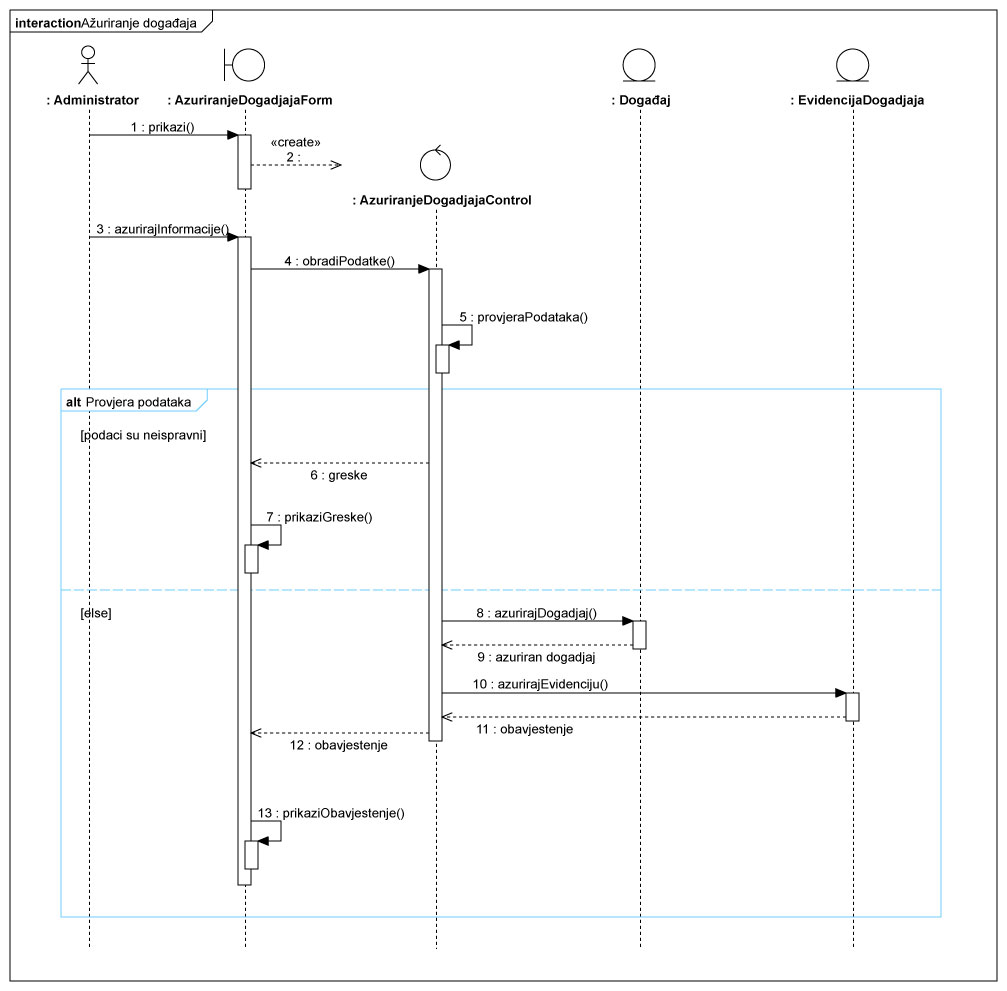 interactionAžuriranje događaja
: Administrator
: AzuriranjeDogadjajaForm
: Događaj
: EvidencijaDogadjaja
1 : prikazi()
«create»
2 :
: AzuriranjeDogadjajaControl
3 : azurirajInformacije()
4 : obradiPodatke()
5 : provjeraPodataka()
alt Provjera podataka
[podaci su neispravni]
6 : greske
7 : prikaziGreske()
[else]
8 : azurirajDogadjaj()
9 : azuriran dogadjaj
10 : azurirajEvidenciju()
11 : obavjestenje
12 : obavjestenje
13 : prikaziObavjestenje()